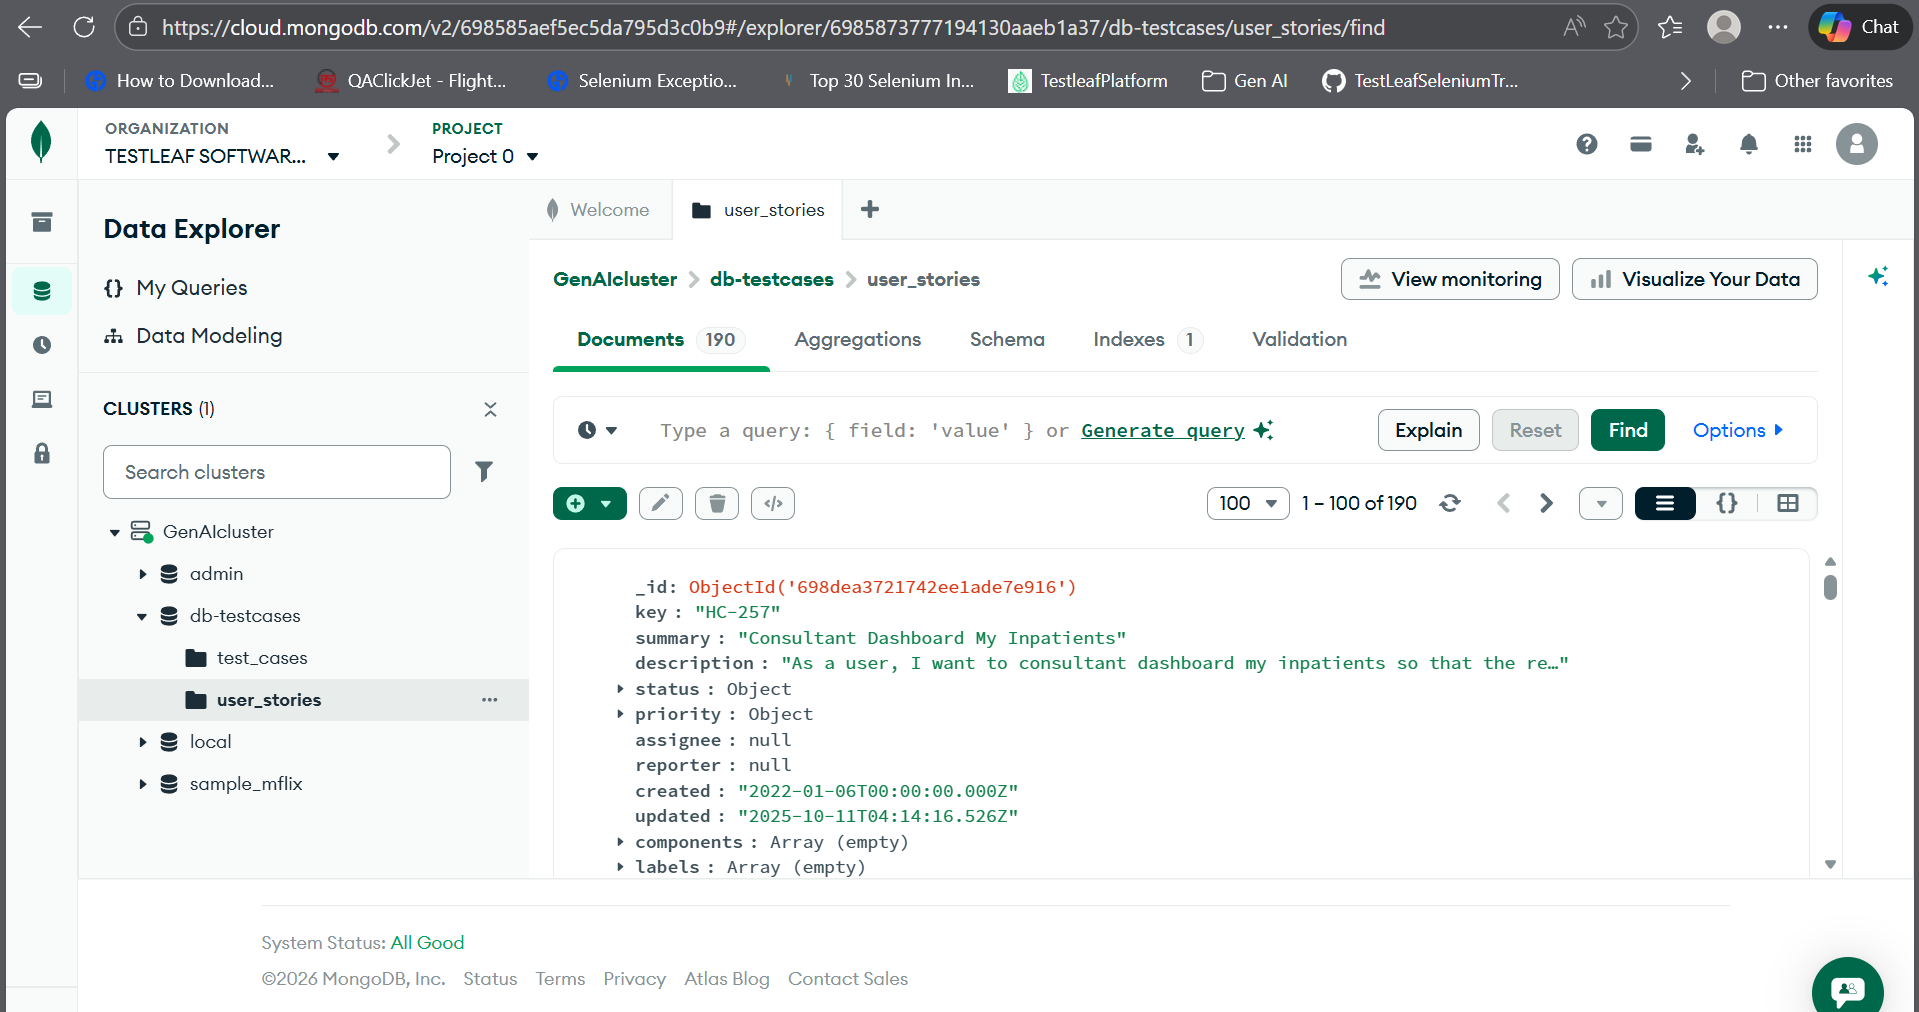 https://cloud.mongodb.com/v2/698585aef5ec5da795d3c0b9#/explorer/6985873777194130aaeb1a37/db-testcases/user_stories/find
Chat
How to Download...
QAClickJet - Flight...
Selenium Exceptio...
Top 30 Selenium In...
TestleafPlatform
Gen AI
TestLeafSeleniumTr...
Other favorites
ORGANIZATION
TESTLEAF SOFTWAR...
PROJECT
Project 0
Data Explorer
My Queries
Data Modeling
CLUSTERS (1)
Search clusters
GenAIcluster
admin
db-testcases
test_cases
user_stories
local
sample_mflix
Welcome
user_stories
GenAIcluster > db-testcases > user_stories
View monitoring
Visualize Your Data
Documents 190
Aggregations
Schema
Indexes 1
Validation
Type a query: { field: 'value' } or Generate query
Explain
Reset
Find
Options
100
1 – 100 of 190
_id: ObjectId('698dea3721742ee1ade7e916')
key : "HC-257"
summary : "Consultant Dashboard My Inpatients"
description : "As a user, I want to consultant dashboard my inpatients so that the re…"
status : Object
priority : Object
assignee : null
reporter : null
created : "2022-01-06T00:00:00.000Z"
updated : "2025-10-11T04:14:16.526Z"
components : Array (empty)
labels : Array (empty)
System Status: All Good
©2026 MongoDB, Inc. Status Terms Privacy Atlas Blog Contact Sales